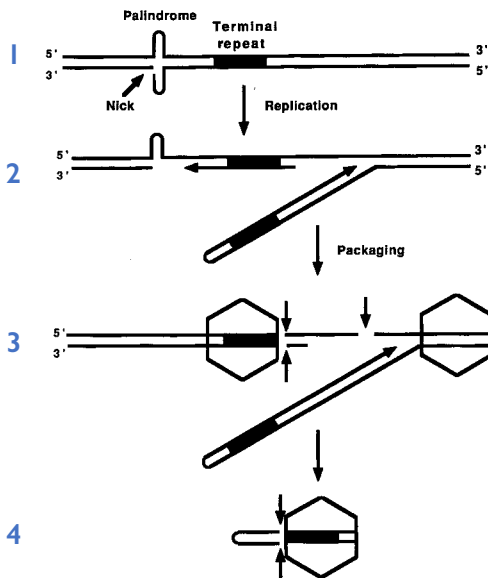 Palindrome
Terminal
repeat
1
5'
3'
3'
5'
Nick
Replication
2
5'
3'
3'
5'
Packaging
3
5'
3'
4